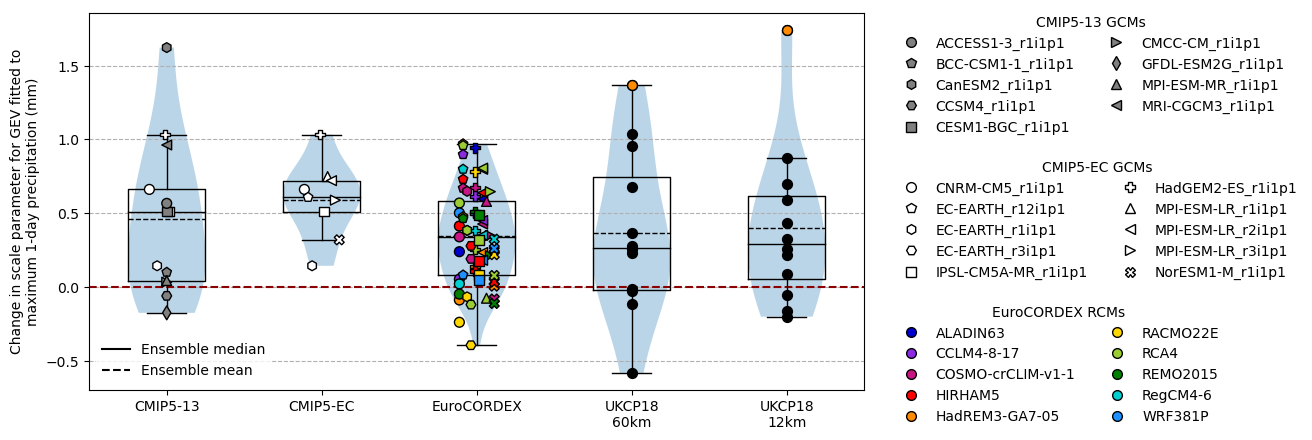 Change in scale parameter for GEV fitted to
maximum 1-day precipitation (mm)
1.5
1.0
0.5
0.0
−0.5
Ensemble median
Ensemble mean
CMIP5-13
CMIP5-EC
EuroCORDEX
UKCP18
60km
UKCP18
12km
CMIP5-13 GCMs
ACCESS1-3_r1i1p1
BCC-CSM1-1_r1i1p1
CanESM2_r1i1p1
CCSM4_r1i1p1
CESM1-BGC_r1i1p1
CMCC-CM_r1i1p1
GFDL-ESM2G_r1i1p1
MPI-ESM-MR_r1i1p1
MRI-CGCM3_r1i1p1
CMIP5-EC GCMs
CNRM-CM5_r1i1p1
EC-EARTH_r12i1p1
EC-EARTH_r1i1p1
EC-EARTH_r3i1p1
IPSL-CM5A-MR_r1i1p1
HadGEM2-ES_r1i1p1
MPI-ESM-LR_r1i1p1
MPI-ESM-LR_r2i1p1
MPI-ESM-LR_r3i1p1
NorESM1-M_r1i1p1
EuroCORDEX RCMs
ALADIN63
CCLM4-8-17
COSMO-crCLIM-v1-1
HIRHAM5
HadREM3-GA7-05
RACMO22E
RCA4
REMO2015
RegCM4-6
WRF381P